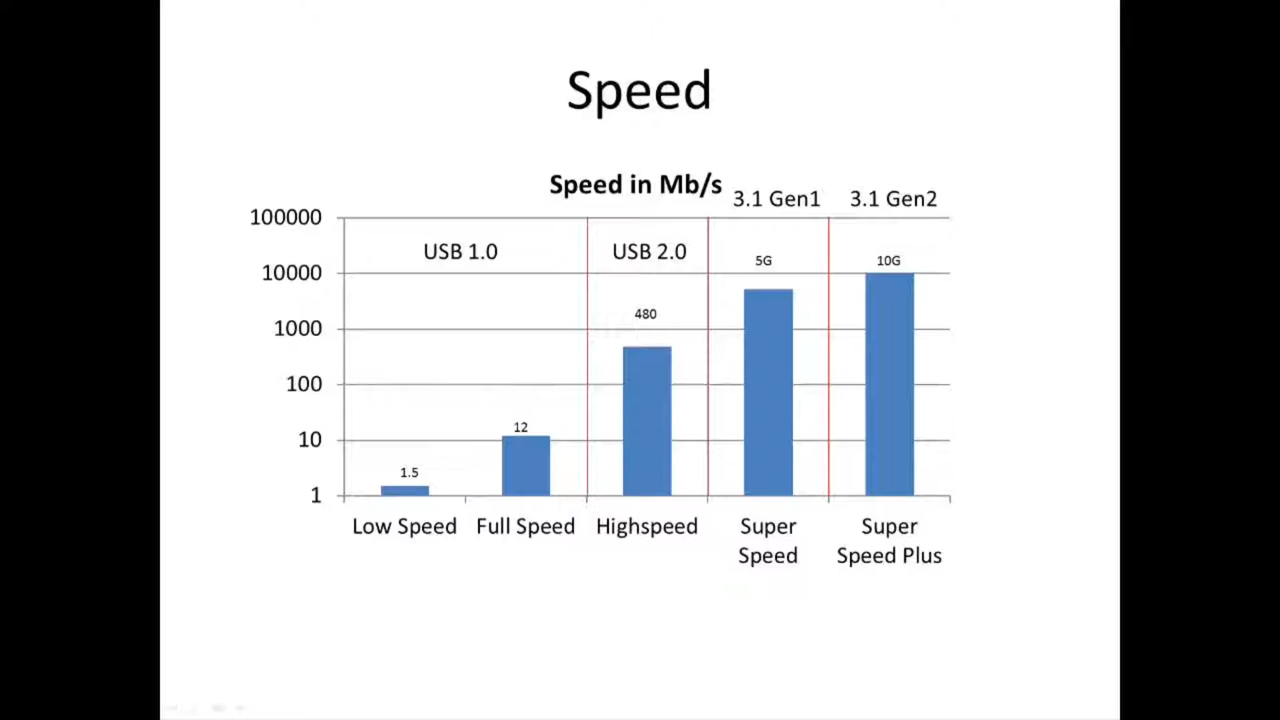 Speed
Speed in Mb/s
3.1 Gen1
3.1 Gen2
100000
USB 1.0
USB 2.0
5G
10G
10000
480
1000
100
12
10
1.5
1
Low Speed
Full Speed
Highspeed
Super
Speed
Super
Speed Plus